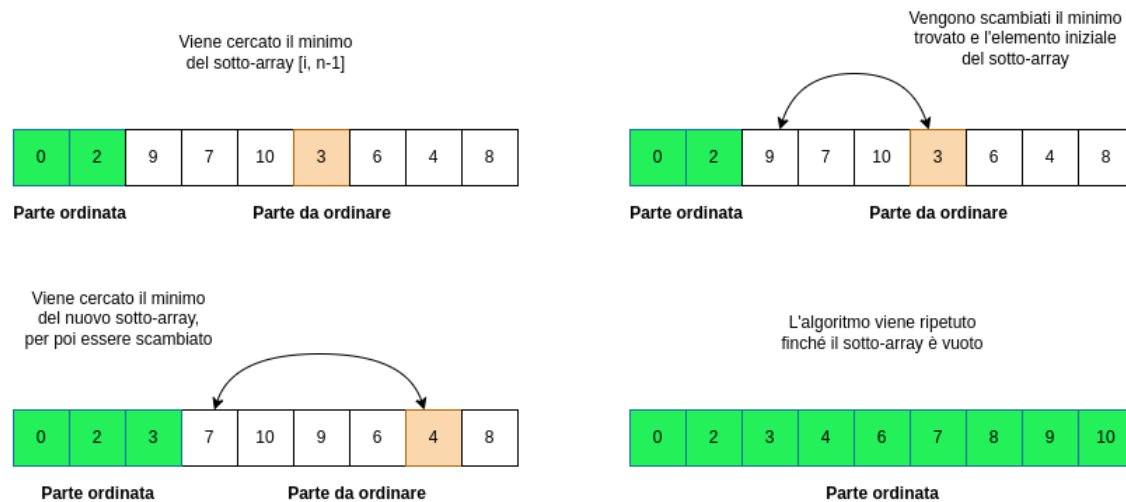 Viene cercato il minimo
del sotto-array [i, n-1]
0 2 9 7 10 3 6 4 8
Parte ordinata Parte da ordinare
Vengono scambiati il minimo
trovato e l'elemento iniziale
del sotto-array
0 2 9 7 10 3 6 4 8
Parte ordinata Parte da ordinare
Viene cercato il minimo
del nuovo sotto-array,
per poi essere scambiato
0 2 3 7 10 9 6 4 8
Parte ordinata Parte da ordinare
L'algoritmo viene ripetuto
finché il sotto-array è vuoto
0 2 3 4 6 7 8 9 10
Parte ordinata